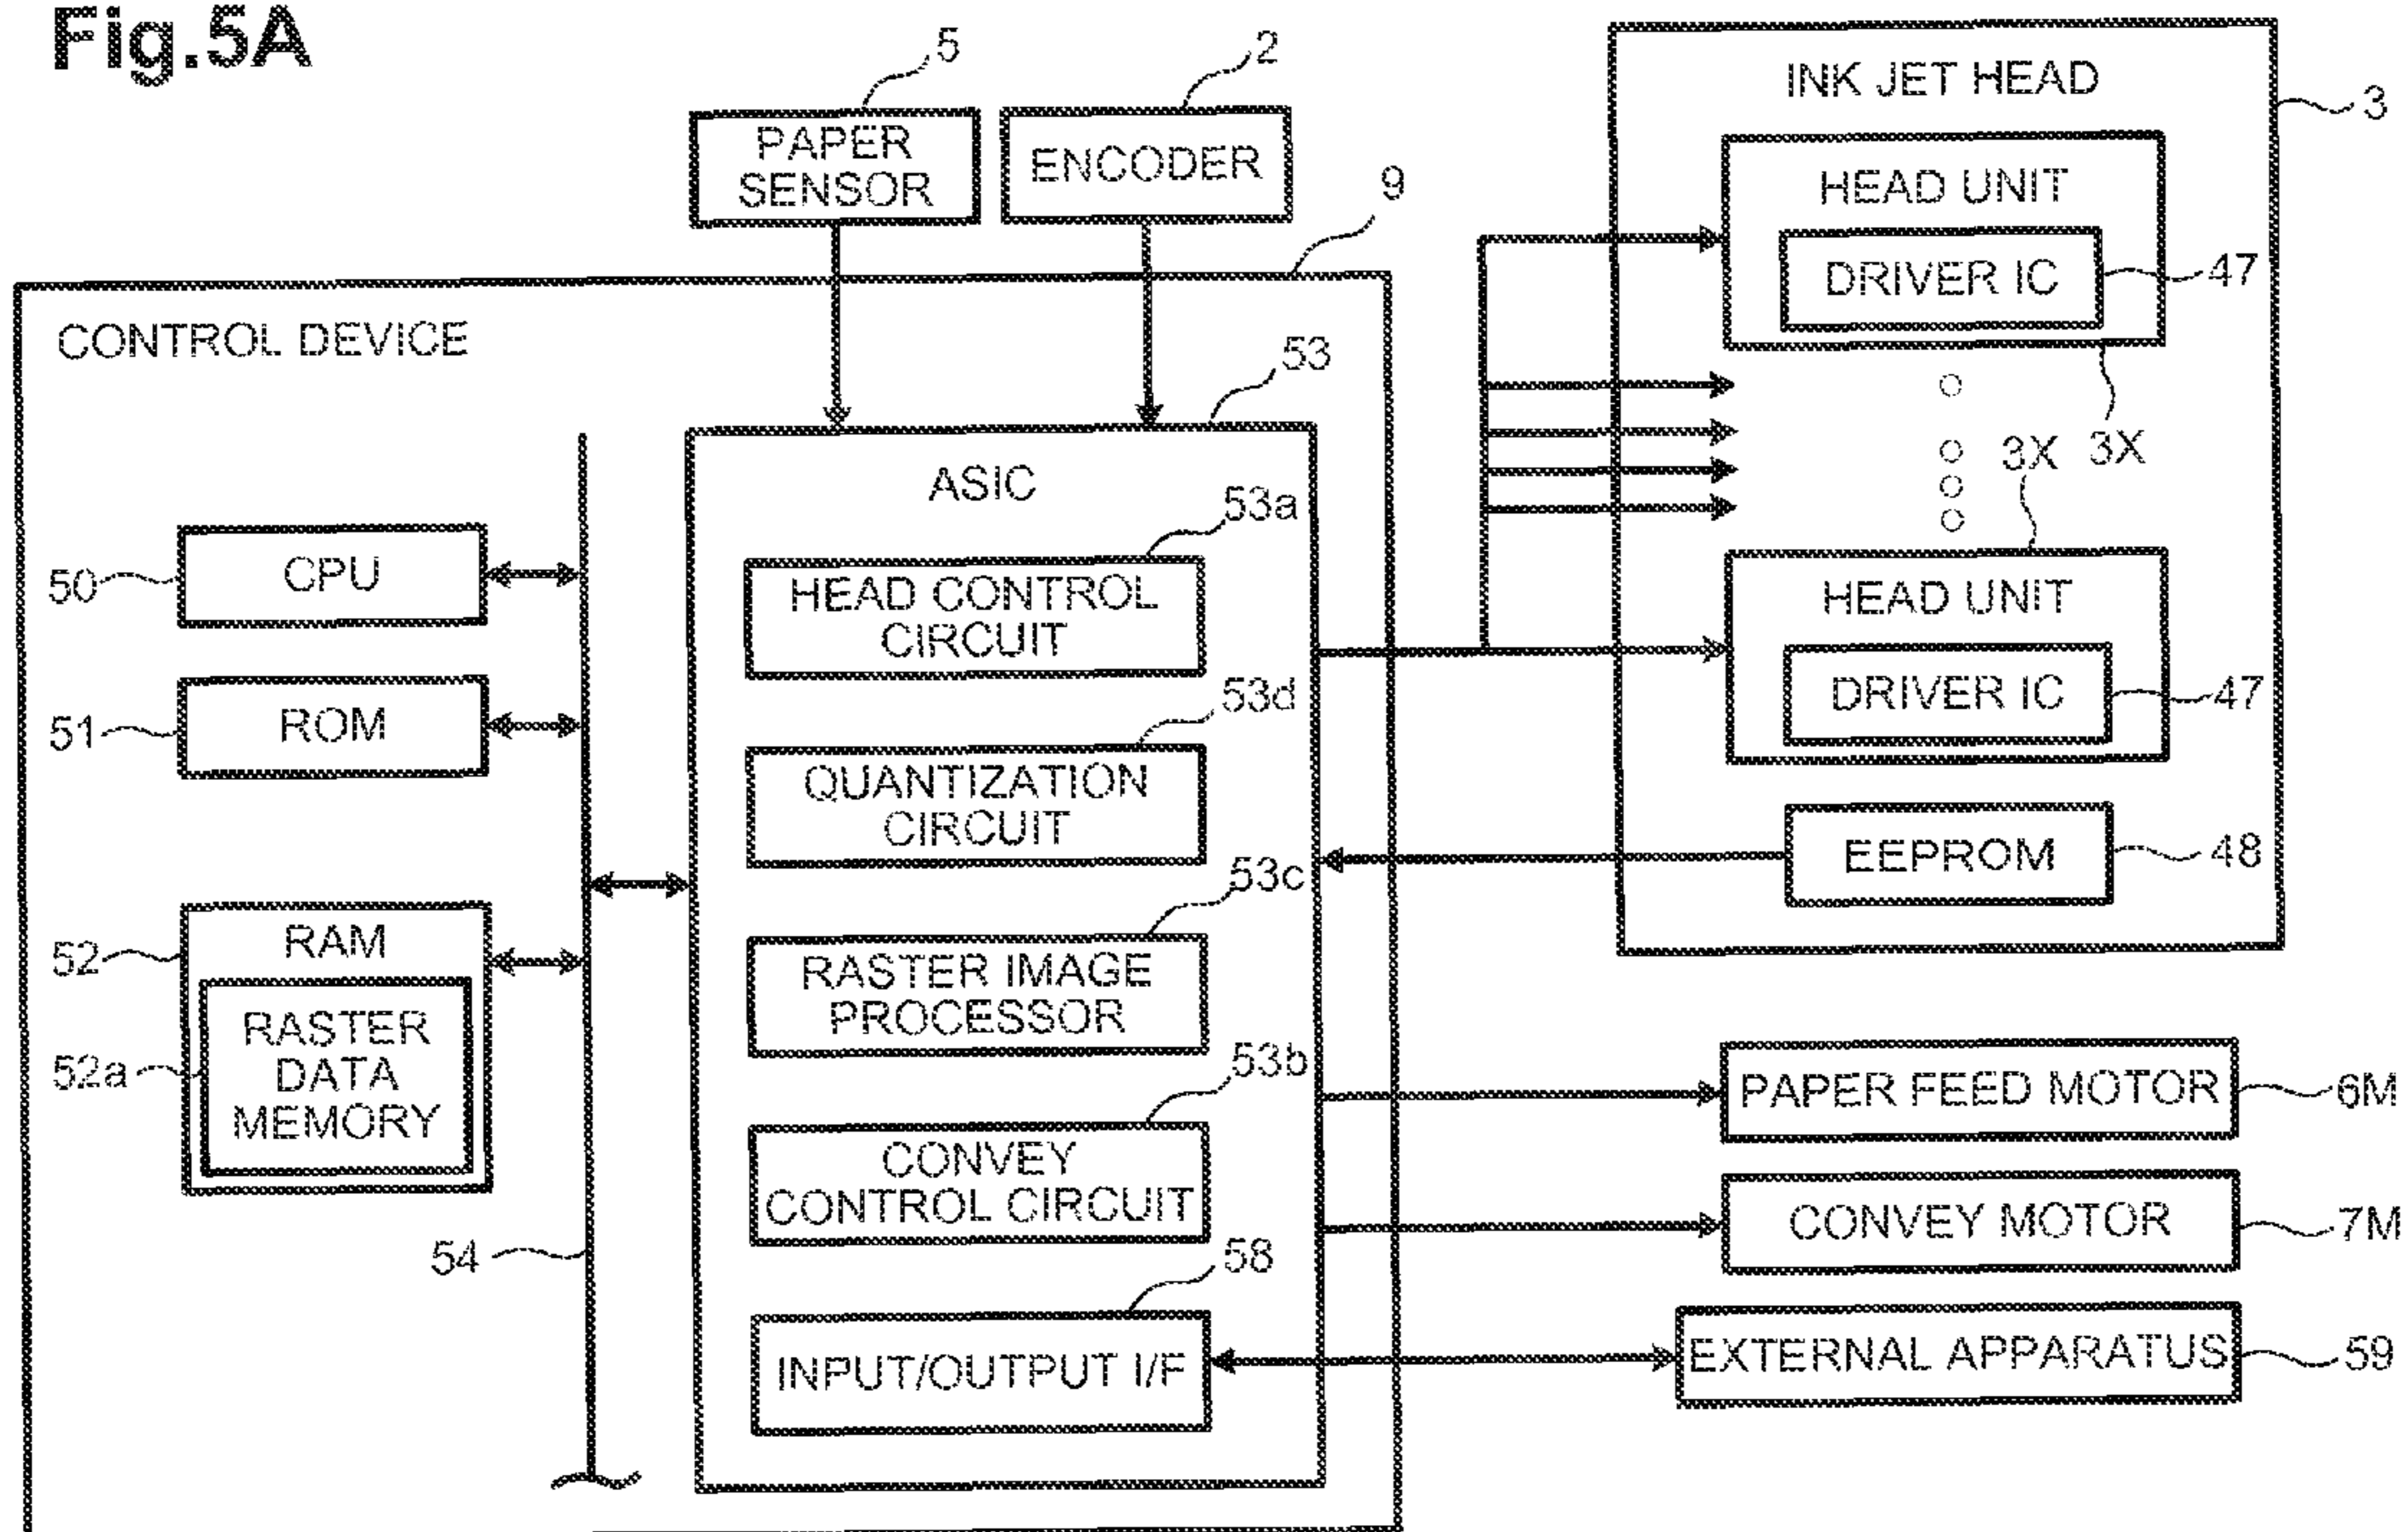 Fig.5A
5
2
PAPER
SENSOR
ENCODER
9
INK JET HEAD
3
HEAD UNIT
DRIVER IC
47
3X
CONTROL DEVICE
53
ASIC
53a
HEAD CONTROL
CIRCUIT
53d
QUANTIZATION
CIRCUIT
53c
RASTER IMAGE
PROCESSOR
53b
CONVEY
CONTROL CIRCUIT
58
INPUT/OUTPUT I/F
50
CPU
51
ROM
52
RAM
52a
RASTER
DATA
MEMORY
54
3X
HEAD UNIT
DRIVER IC
47
EEPROM
48
PAPER FEED MOTOR
6M
CONVEY MOTOR
7M
EXTERNAL APPARATUS
59